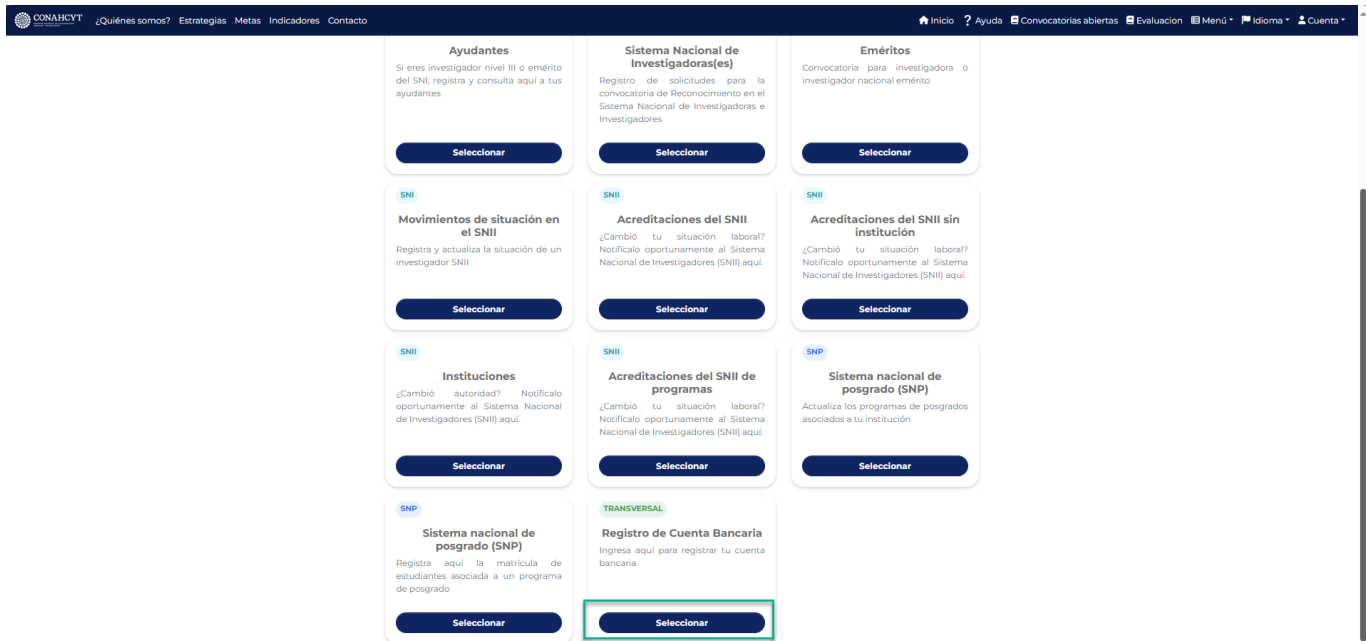 CONAHCYT ¿Quiénes somos? Estrategias Metas Indicadores Contacto Inicio ? Ayuda Convocatorias abiertas Evaluacion Menú Idioma Cuenta
Ayudantes
Si eres investigador nivel III o emérito
del SNI, registra y consulta aquí a tus
ayudantes
Seleccionar
Sistema Nacional de
Investigadoras(es)
Registro de solicitudes para la
convocatoria de Reconocimiento en el
Sistema Nacional de Investigadoras e
Investigadores
Seleccionar
Eméritos
Convocatoria para investigadora o
investigador nacional emérito
Seleccionar
SNI
Movimientos de situación en
el SNII
Registra y actualiza la situación de un
investigador SNII
Seleccionar
SNII
Acreditaciones del SNII
¿Cambió tu situación laboral?
Notifícalo oportunamente al Sistema
Nacional de Investigadores (SNII) aquí.
Seleccionar
SNII
Acreditaciones del SNII sin
institución
¿Cambió tu situación laboral?
Notifícalo oportunamente al Sistema
Nacional de Investigadores (SNII) aquí.
Seleccionar
SNII
Instituciones
¿Cambió autoridad? Notifícalo
oportunamente al Sistema Nacional
de Investigadores (SNII) aquí.
Seleccionar
SNII
Acreditaciones del SNII de
programas
¿Cambió tu situación laboral?
Notifícalo oportunamente al Sistema
Nacional de Investigadores (SNII) aquí.
Seleccionar
SNP
Sistema nacional de
posgrado (SNP)
Actualiza los programas de posgrados
asociados a tu institución
Seleccionar
SNP
Sistema nacional de
posgrado (SNP)
Registra aquí la matrícula de
estudiantes asociada a un programa
de posgrado
Seleccionar
TRANSVERSAL
Registro de Cuenta Bancaria
Ingresa aquí para registrar tu cuenta
bancaria
Seleccionar